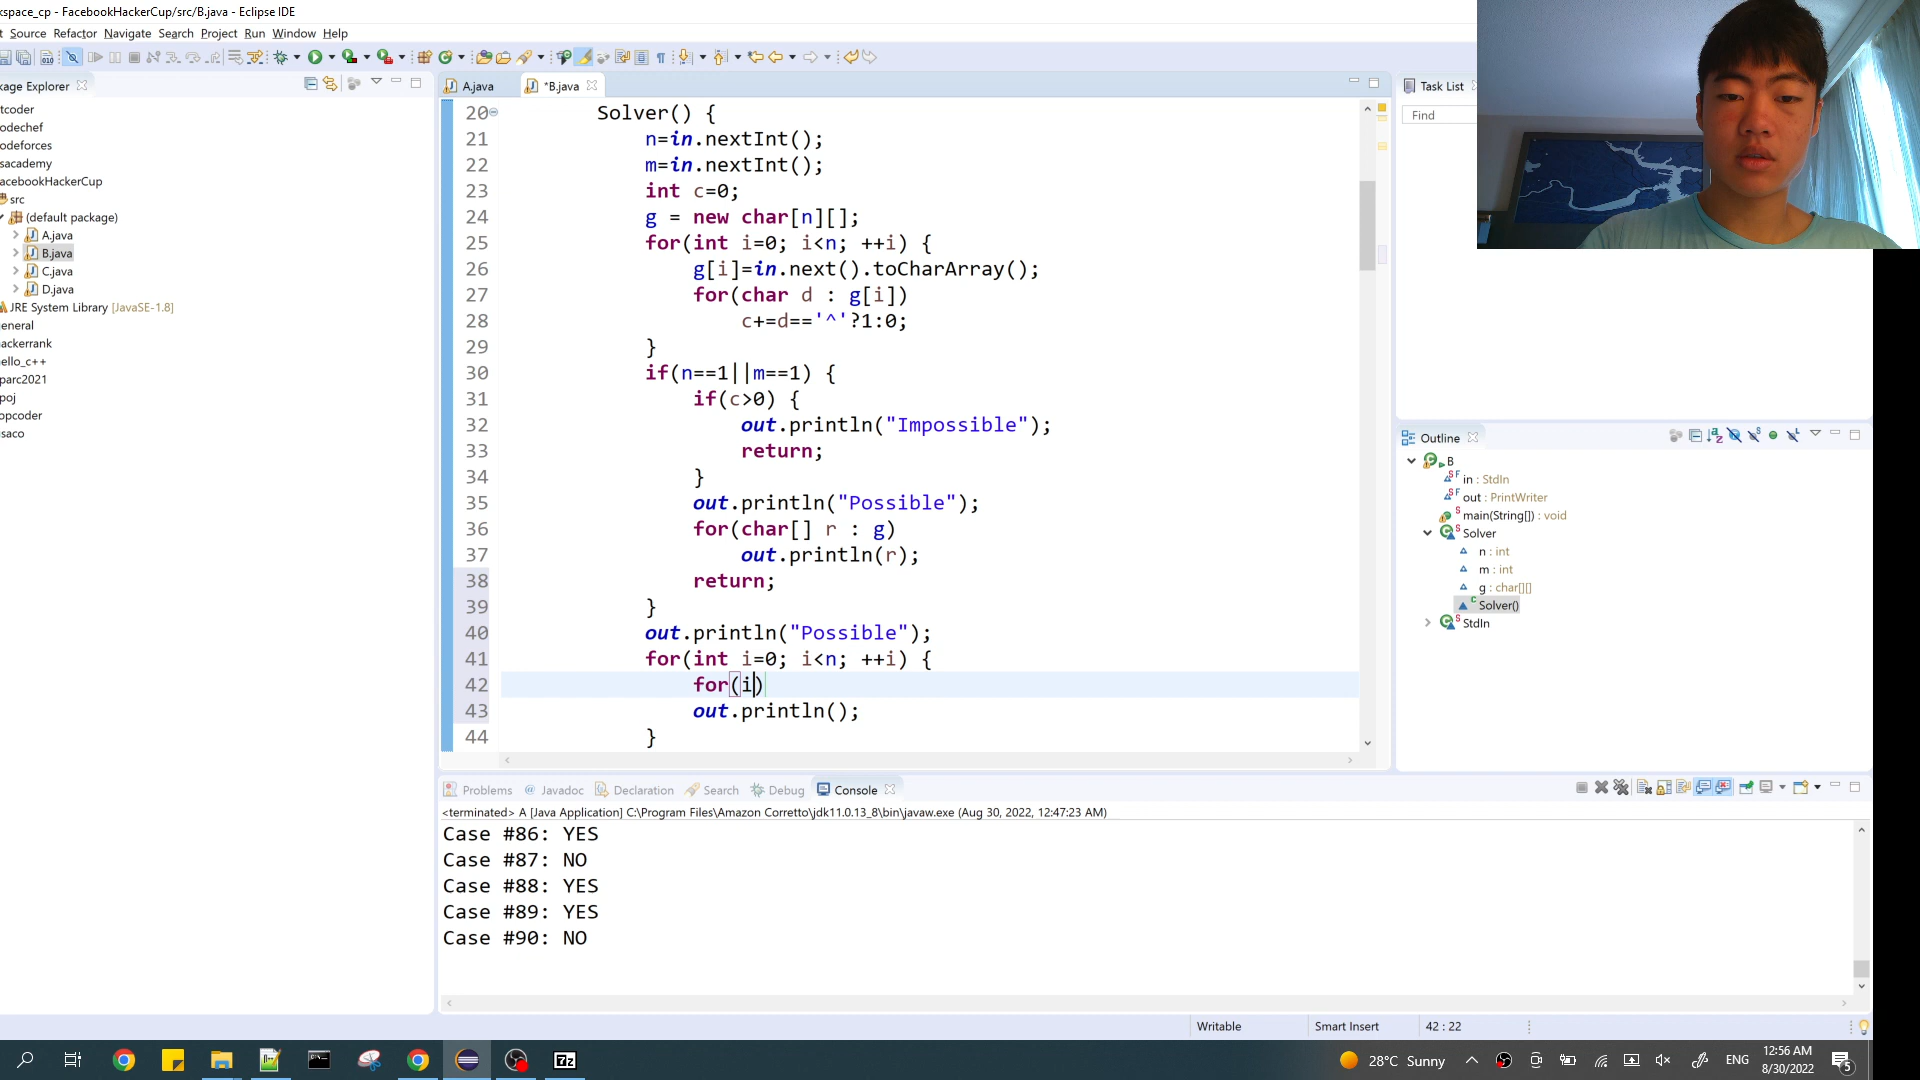 kspace_cp - FacebookHackerCup/src/B.java - Eclipse IDE
t Source Refactor Navigate Search Project Run Window Help
kage Explorer
A.java
*B.java
Task List
Find
tcoder
odechef
odeforces
sacademy
acebookHackerCup
src
(default package)
A.java
B.java
C.java
D.java
JRE System Library [JavaSE-1.8]
eneral
ackerrank
ello_c++
parc2021
poj
opcoder
saco
20 Solver() {
21 n=in.nextInt();
22 m=in.nextInt();
23 int c=0;
24 g = new char[n][];
25 for(int i=0; i<n; ++i) {
26 g[i]=in.next().toCharArray();
27 for(char d : g[i])
28 c+=d=='^'?1:0;
29 }
30 if(n==1||m==1) {
31 if(c>0) {
32 out.println("Impossible");
33 return;
34 }
35 out.println("Possible");
36 for(char[] r : g)
37 out.println(r);
38 return;
39 }
40 out.println("Possible");
41 for(int i=0; i<n; ++i) {
42 for(i)
43 out.println();
44 }
Outline
B
in : StdIn
out : PrintWriter
main(String[]) : void
Solver
n : int
m : int
g : char[][]
Solver()
StdIn
Problems @ Javadoc Declaration Search Debug Console
<terminated> A [Java Application] C:\Program Files\Amazon Corretto\jdk11.0.13_8\bin\javaw.exe (Aug 30, 2022, 12:47:23 AM)
Case #86: YES
Case #87: NO
Case #88: YES
Case #89: YES
Case #90: NO
Writable Smart Insert 42 : 22
7z
28°C Sunny
ENG
12:56 AM
8/30/2022
5